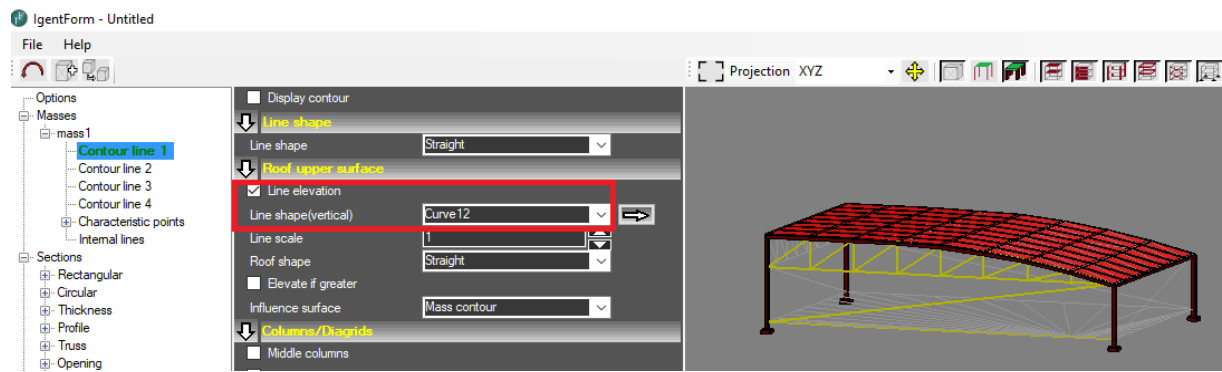 IgentForm - Untitled
File Help
Projection XYZ
Options
Masses
mass1
Contour line 1
Contour line 2
Contour line 3
Contour line 4
Characteristic points
Internal lines
Sections
Rectangular
Circular
Thickness
Profile
Truss
Opening
Display contour
Line shape
Line shape Straight
Roof upper surface
Line elevation
Line shape(vertical) Curve12
Line scale 1
Roof shape Straight
Elevate if greater
Influence surface Mass contour
Columns/Diagrids
Middle columns